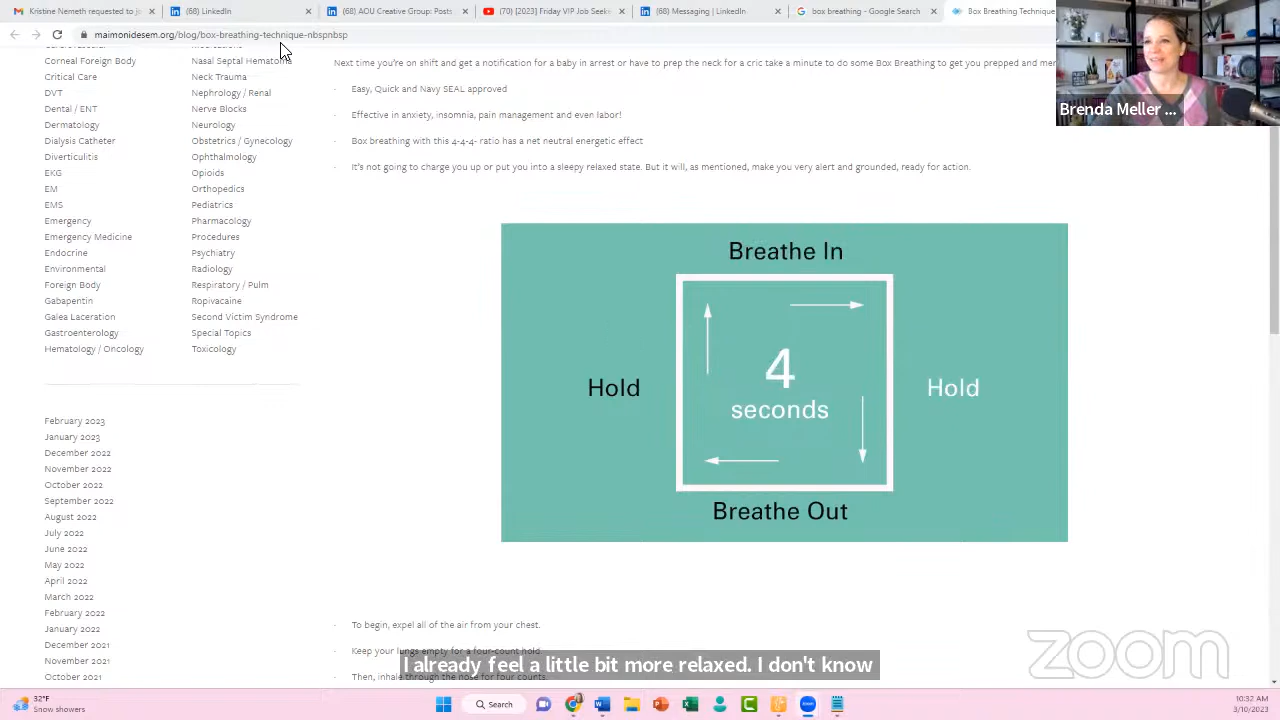 Kristine Nemeth requested to jo
(68) LinkedIn
(68) AOU Creative Group: Posts
(70) [2023] Friday VIP Job Seeki
(68) Messaging | LinkedIn
box breathing - Google Search
Box Breathing Technique
maimonidesem.org/blog/box-breathing-technique-nbspnbsp
Brenda Meller ...
Corneal Foreign Body
Critical Care
DVT
Dental / ENT
Dermatology
Dialysis Catheter
Diverticulitis
EKG
EM
EMS
Emergency
Emergency Medicine
Endocrine
Environmental
Foreign Body
Gabapentin
Galea Laceration
Gastroenterology
Hematology / Oncology
Nasal Septal Hematoma
Neck Trauma
Nephrology / Renal
Nerve Blocks
Neurology
Obstetrics / Gynecology
Ophthalmology
Opioids
Orthopedics
Pediatrics
Pharmacology
Procedures
Psychiatry
Radiology
Respiratory / Pulm
Ropivacaine
Second Victim Syndrome
Special Topics
Toxicology
February 2023
January 2023
December 2022
November 2022
October 2022
September 2022
August 2022
July 2022
June 2022
May 2022
April 2022
March 2022
February 2022
January 2022
December 2021
November 2021
October 2021
Next time you're on shift and get a notification for a baby in arrest or have to prep the neck for a cric take a minute to do some Box Breathing to get you prepped and
- Easy, quick and Navy SEAL approved
- Effective in anxiety, insomnia, pain management and even labor!
- Box breathing with this 4-4-4- ratio has a net neutral energetic effect
- It's not going to charge you up or put you into a sleepy relaxed state. But it will, as mentioned, make you very alert and grounded, ready for action.
Breathe In
Hold
4
seconds
Hold
Breathe Out
- To begin, expel all of the air from your chest.
Keep your lungs empty for a four-count hold.
Then, inhale through the nose for four counts.
I already feel a little bit more relaxed. I don't know
zoom
32°F
Snow showers
Search
10:32 AM
3/10/2023